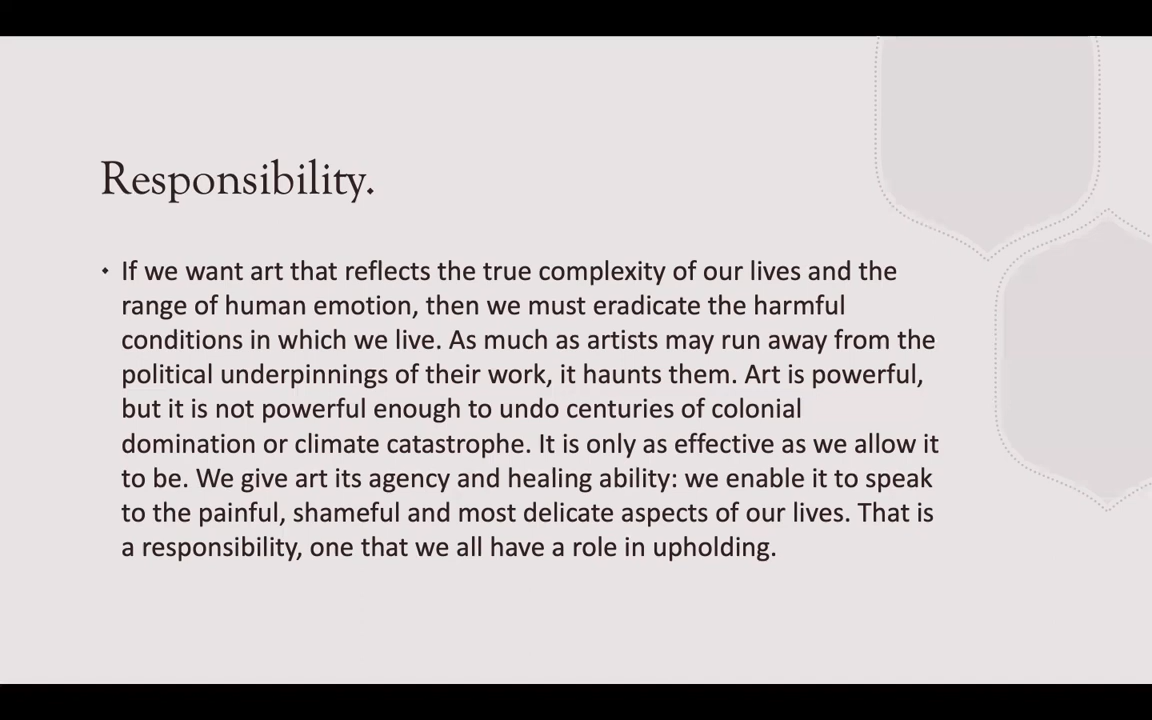 Responsibility.
• If we want art that reflects the true complexity of our lives and the
range of human emotion, then we must eradicate the harmful
conditions in which we live. As much as artists may run away from the
political underpinnings of their work, it haunts them. Art is powerful,
but it is not powerful enough to undo centuries of colonial
domination or climate catastrophe. It is only as effective as we allow it
to be. We give art its agency and healing ability: we enable it to speak
to the painful, shameful and most delicate aspects of our lives. That is
a responsibility, one that we all have a role in upholding.